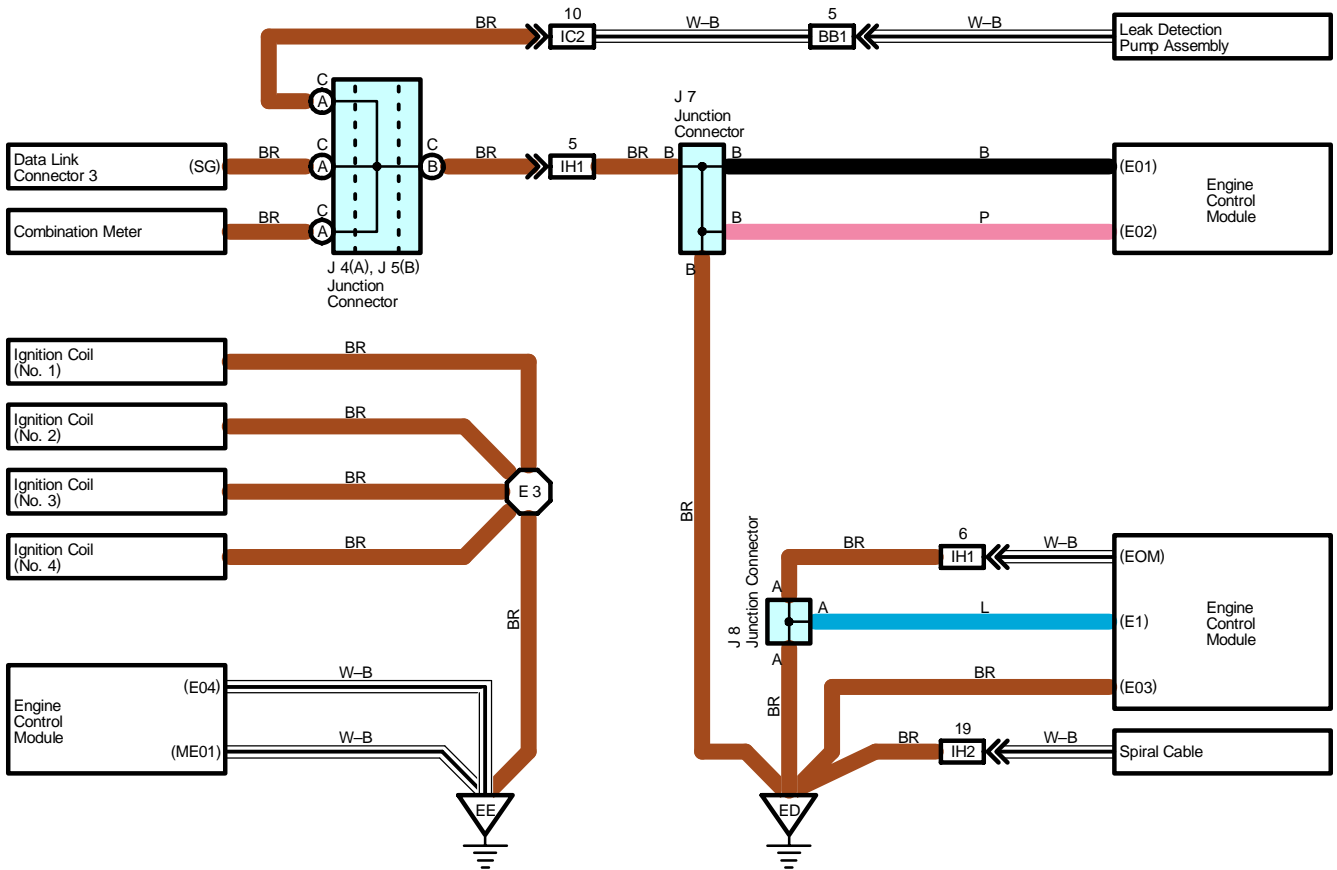 10
5
BR
IC2
W–B
BB1
W–B
Leak Detection
Pump Assembly
C
A
J 7
Junction
Connector
Data Link
Connector 3
(SG)
BR
C
A
C
B
BR
5
IH1
BR
B
B
B
(E01)
Engine
Control
Module
Combination Meter
BR
C
A
B
P
(E02)
J 4(A), J 5(B)
Junction
Connector
B
Ignition Coil
(No. 1)
BR
Ignition Coil
(No. 2)
BR
Ignition Coil
(No. 3)
BR
E 3
Ignition Coil
(No. 4)
BR
BR
BR
6
BR
IH1
W–B
(EOM)
A
J 8
Junction Connector
A
L
(E1)
Engine
Control
Module
A
BR
BR
(E03)
Engine
Control
Module
(E04)
W–B
(ME01)
W–B
19
BR
IH2
W–B
Spiral Cable
EE
ED